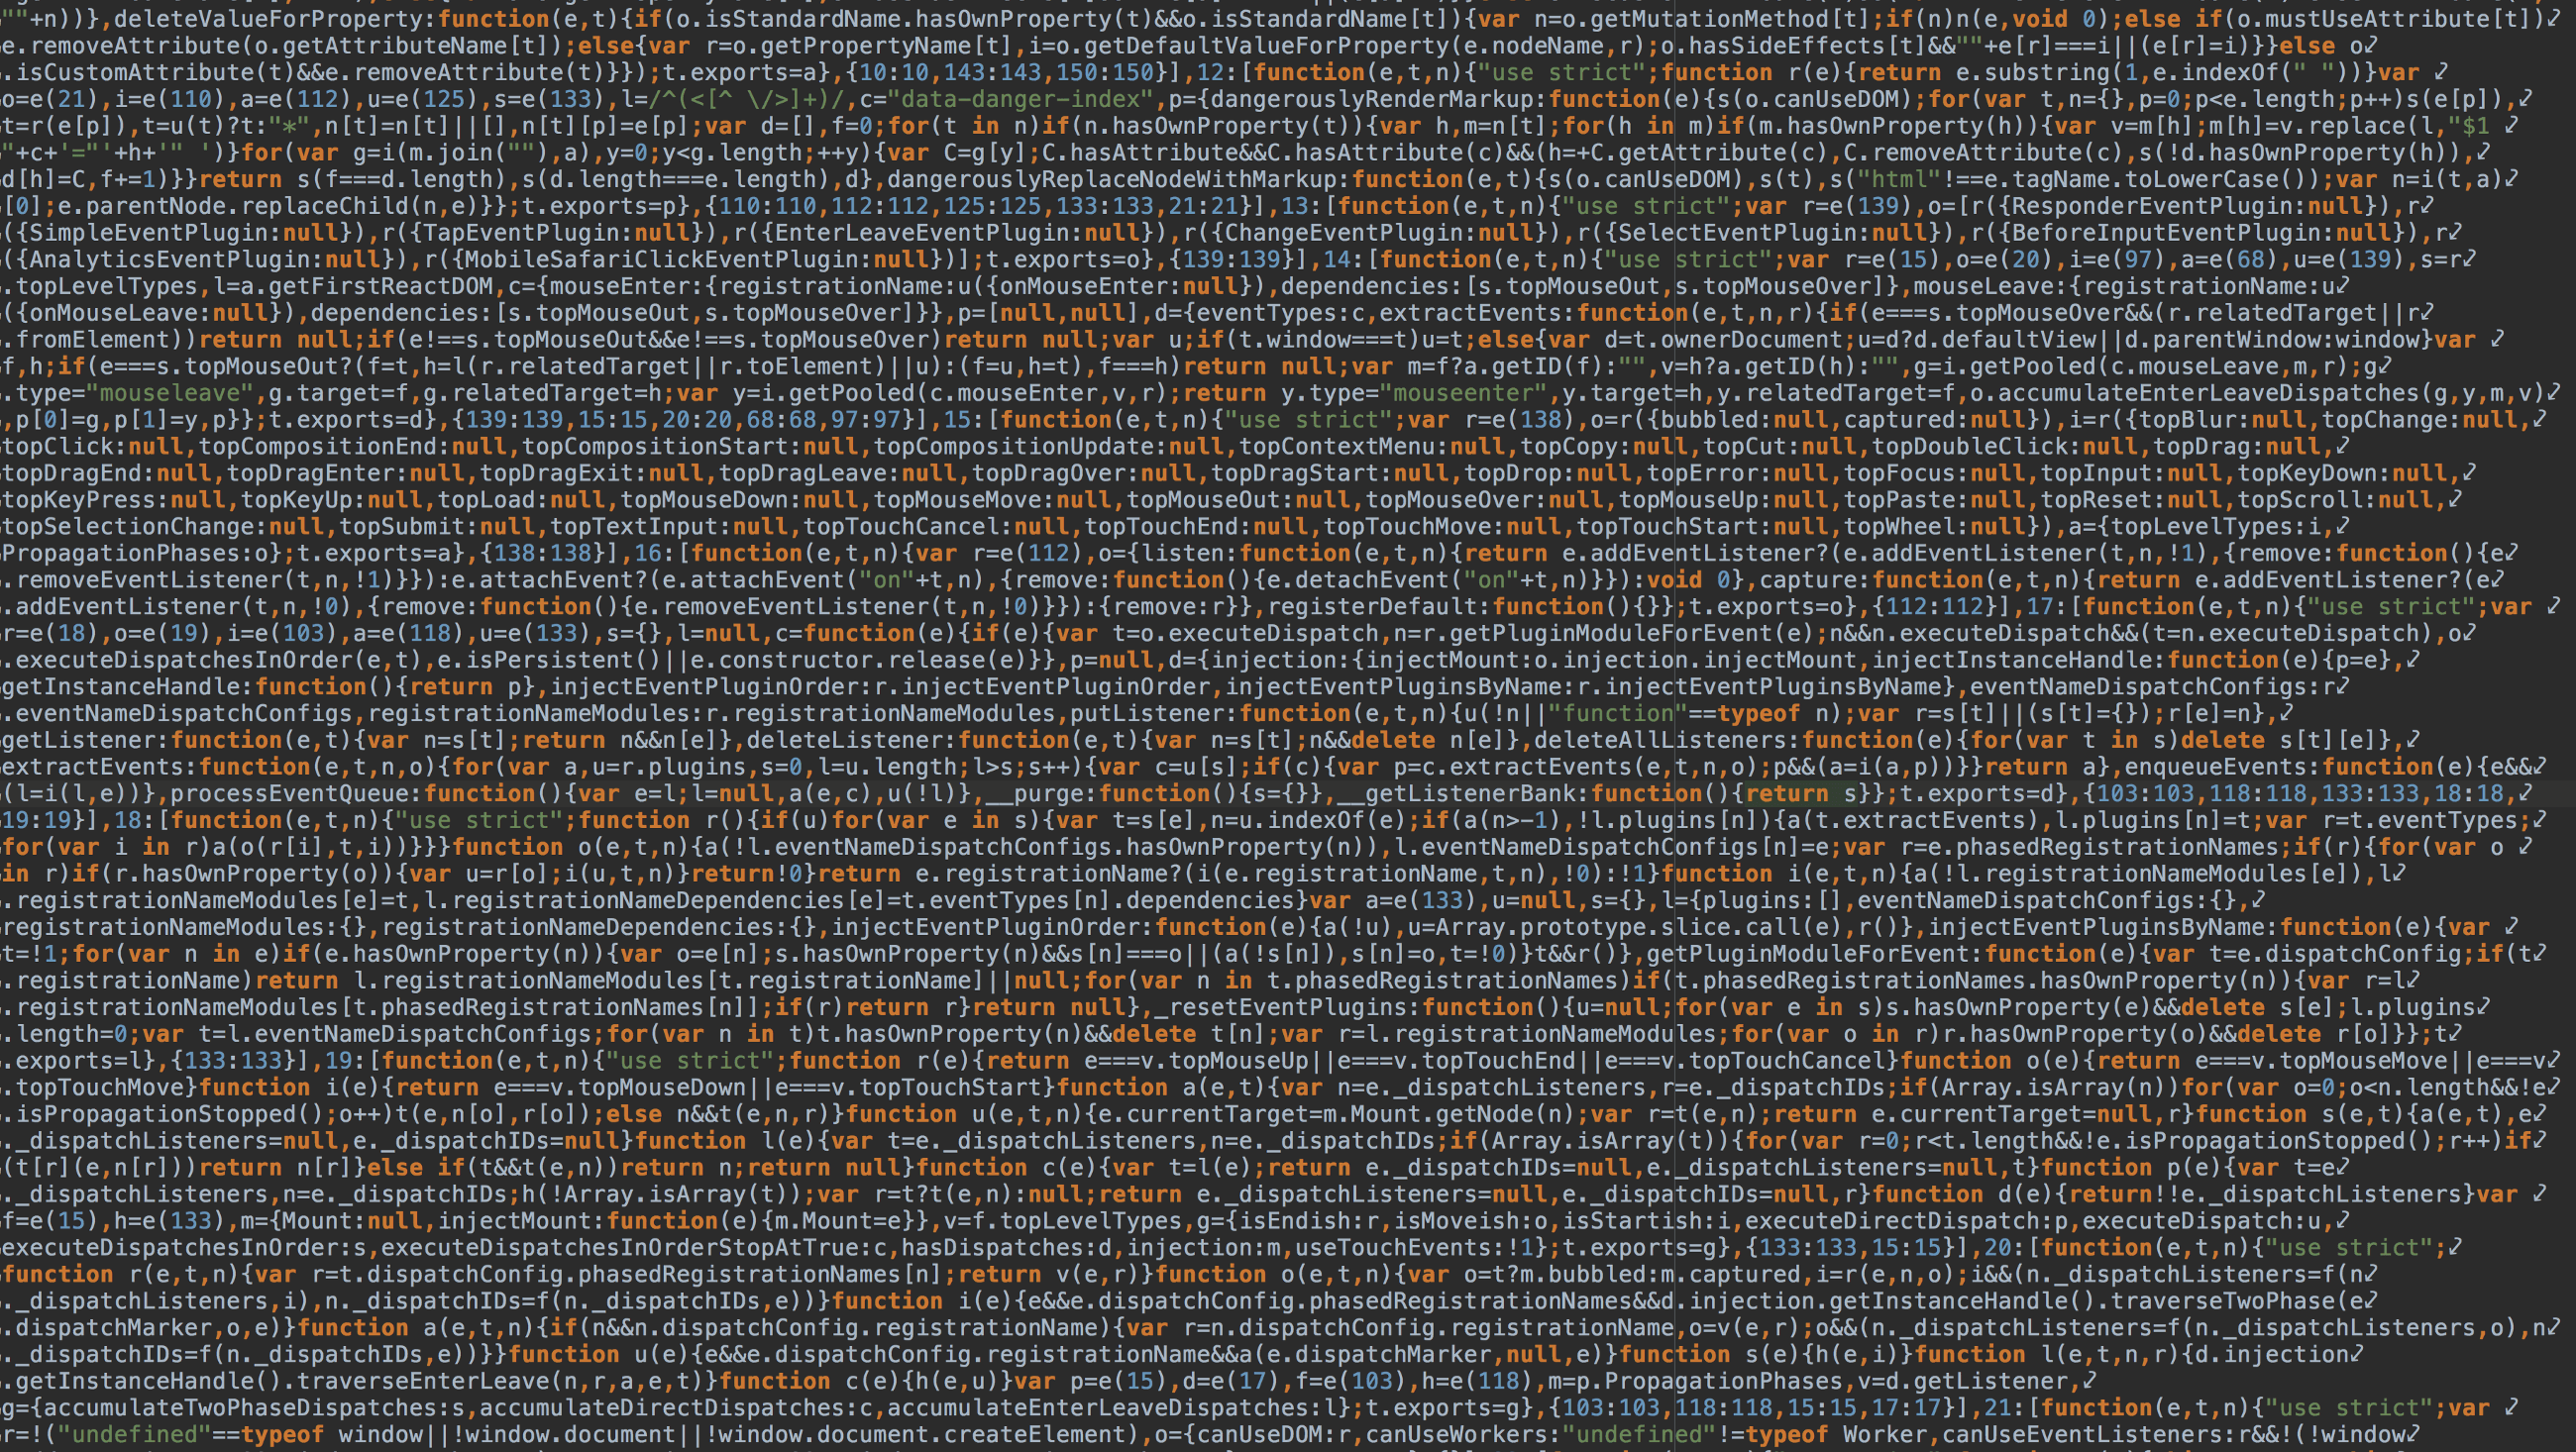 ""+n))},deleteValueForProperty:function(e,t){if(o.isStandardName.hasOwnProperty(t)&&o.isStandardName[t]){var n=o.getMutationMethod[t];if(n)n(e,void 0);else if(o.mustUseAttribute[t])
e.removeAttribute(o.getAttributeName[t]);else{var r=o.getPropertyName[t],i=o.getDefaultValueForProperty(e.nodeName,r);o.hasSideEffects[t]&&""+e[r]===i||(e[r]=i)}}else o
.isCustomAttribute(t)&&e.removeAttribute(t)}});t.exports=a},{10:10,143:143,150:150}],12:[function(e,t,n){"use strict";function r(e){return e.substring(1,e.indexOf(" "))}var
o=e(21),i=e(110),a=e(112),u=e(125),s=e(133),l=/^(<[^ \/>]+)/,c="data-danger-index",p={dangerouslyRenderMarkup:function(e){s(o.canUseDOM);for(var t,n={},p=0;p<e.length;p++)s(e[p]),
t=r(e[p]),t=u(t)?t:"*",n[t]=n[t]||[],n[t][p]=e[p];var d=[],f=0;for(t in n)if(n.hasOwnProperty(t)){var h,m=n[t];for(h in m)if(m.hasOwnProperty(h)){var v=m[h];m[h]=v.replace(l,"$1
"+c+'="'+h+'" ')}for(var g=i(m.join(""),a),y=0;y<g.length;++y){var C=g[y];C.hasAttribute&&C.hasAttribute(c)&&(h=+C.getAttribute(c),C.removeAttribute(c),s(!d.hasOwnProperty(h)),
d[h]=C,f+=1)}}return s(f===d.length),s(d.length===e.length),d},dangerouslyReplaceNodeWithMarkup:function(e,t){s(o.canUseDOM),s(t),s("html"!==e.tagName.toLowerCase());var n=i(t,a)
[0];e.parentNode.replaceChild(n,e)}};t.exports=p},{110:110,112:112,125:125,133:133,21:21}],13:[function(e,t,n){"use strict";var r=e(139),o=[r({ResponderEventPlugin:null}),r
({SimpleEventPlugin:null}),r({TapEventPlugin:null}),r({EnterLeaveEventPlugin:null}),r({ChangeEventPlugin:null}),r({SelectEventPlugin:null}),r({BeforeInputEventPlugin:null}),r
({AnalyticsEventPlugin:null}),r({MobileSafariClickEventPlugin:null})];t.exports=o},{139:139}],14:[function(e,t,n){"use strict";var r=e(15),o=e(20),i=e(97),a=e(68),u=e(139),s=r
.topLevelTypes,l=a.getFirstReactDOM,c={mouseEnter:{registrationName:u({onMouseEnter:null}),dependencies:[s.topMouseOut,s.topMouseOver]},mouseLeave:{registrationName:u
({onMouseLeave:null}),dependencies:[s.topMouseOut,s.topMouseOver]}},p=[null,null],d={eventTypes:c,extractEvents:function(e,t,n,r){if(e===s.topMouseOver&&(r.relatedTarget||r
.fromElement))return null;if(e!==s.topMouseOut&&e!==s.topMouseOver)return null;var u;if(t.window===t)u=t;else{var d=t.ownerDocument;u=d?d.defaultView||d.parentWindow:window}var
f,h;if(e===s.topMouseOut?(f=t,h=l(r.relatedTarget||r.toElement)||u):(f=u,h=t),f===h)return null;var m=f?a.getID(f):"",v=h?a.getID(h):"",g=i.getPooled(c.mouseLeave,m,r);g
.type="mouseleave",g.target=f,g.relatedTarget=h;var y=i.getPooled(c.mouseEnter,v,r);return y.type="mouseenter",y.target=h,y.relatedTarget=f,o.accumulateEnterLeaveDispatches(g,y,m,v)
,p[0]=g,p[1]=y,p}};t.exports=d},{139:139,15:15,20:20,68:68,97:97}],15:[function(e,t,n){"use strict";var r=e(138),o=r({bubbled:null,captured:null}),i=r({topBlur:null,topChange:null,
topClick:null,topCompositionEnd:null,topCompositionStart:null,topCompositionUpdate:null,topContextMenu:null,topCopy:null,topCut:null,topDoubleClick:null,topDrag:null,
topDragEnd:null,topDragEnter:null,topDragExit:null,topDragLeave:null,topDragOver:null,topDragStart:null,topDrop:null,topError:null,topFocus:null,topInput:null,topKeyDown:null,
topKeyPress:null,topKeyUp:null,topLoad:null,topMouseDown:null,topMouseMove:null,topMouseOut:null,topMouseOver:null,topMouseUp:null,topPaste:null,topReset:null,topScroll:null,
topSelectionChange:null,topSubmit:null,topTextInput:null,topTouchCancel:null,topTouchEnd:null,topTouchMove:null,topTouchStart:null,topWheel:null}),a={topLevelTypes:i,
PropagationPhases:o};t.exports=a},{138:138}],16:[function(e,t,n){var r=e(112),o={listen:function(e,t,n){return e.addEventListener?(e.addEventListener(t,n,!1),{remove:function(){e
.removeEventListener(t,n,!1)}}):e.attachEvent?(e.attachEvent("on"+t,n),{remove:function(){e.detachEvent("on"+t,n)}}):void 0},capture:function(e,t,n){return e.addEventListener?(e
.addEventListener(t,n,!0),{remove:function(){e.removeEventListener(t,n,!0)}}):{remove:r}},registerDefault:function(){}};t.exports=o},{112:112}],17:[function(e,t,n){"use strict";var
r=e(18),o=e(19),i=e(103),a=e(118),u=e(133),s={},l=null,c=function(e){if(e){var t=o.executeDispatch,n=r.getPluginModuleForEvent(e);n&&n.executeDispatch&&(t=n.executeDispatch),o
.executeDispatchesInOrder(e,t),e.isPersistent()||e.constructor.release(e)}},p=null,d={injection:{injectMount:o.injection.injectMount,injectInstanceHandle:function(e){p=e},
getInstanceHandle:function(){return p},injectEventPluginOrder:r.injectEventPluginOrder,injectEventPluginsByName:r.injectEventPluginsByName},eventNameDispatchConfigs:r
.eventNameDispatchConfigs,registrationNameModules:r.registrationNameModules,putListener:function(e,t,n){u(!n||"function"==typeof n);var r=s[t]||(s[t]={});r[e]=n},
getListener:function(e,t){var n=s[t];return n&&n[e]},deleteListener:function(e,t){var n=s[t];n&&delete n[e]},deleteAllListeners:function(e){for(var t in s)delete s[t][e]},
extractEvents:function(e,t,n,o){for(var a,u=r.plugins,s=0,l=u.length;l>s;s++){var c=u[s];if(c){var p=c.extractEvents(e,t,n,o);p&&(a=i(a,p))}}return a},enqueueEvents:function(e){e&&
(l=i(l,e))},processEventQueue:function(){var e=l;l=null,a(e,c),u(!l)},__purge:function(){s={}},__getListenerBank:function(){return s}};t.exports=d},{103:103,118:118,133:133,18:18,
19:19}],18:[function(e,t,n){"use strict";function r(){if(u)for(var e in s){var t=s[e],n=u.indexOf(e);if(a(n>-1),!l.plugins[n]){a(t.extractEvents),l.plugins[n]=t;var r=t.eventTypes;
for(var i in r)a(o(r[i],t,i))}}}function o(e,t,n){a(!l.eventNameDispatchConfigs.hasOwnProperty(n)),l.eventNameDispatchConfigs[n]=e;var r=e.phasedRegistrationNames;if(r){for(var o
in r)if(r.hasOwnProperty(o)){var u=r[o];i(u,t,n)}return!0}return e.registrationName?(i(e.registrationName,t,n),!0):!1}function i(e,t,n){a(!l.registrationNameModules[e]),l
.registrationNameModules[e]=t,l.registrationNameDependencies[e]=t.eventTypes[n].dependencies}var a=e(133),u=null,s={},l={plugins:[],eventNameDispatchConfigs:{},
registrationNameModules:{},registrationNameDependencies:{},injectEventPluginOrder:function(e){a(!u),u=Array.prototype.slice.call(e),r()},injectEventPluginsByName:function(e){var
t=!1;for(var n in e)if(e.hasOwnProperty(n)){var o=e[n];s.hasOwnProperty(n)&&s[n]===o||(a(!s[n]),s[n]=o,t=!0)}t&&r()},getPluginModuleForEvent:function(e){var t=e.dispatchConfig;if(t
.registrationName)return l.registrationNameModules[t.registrationName]||null;for(var n in t.phasedRegistrationNames)if(t.phasedRegistrationNames.hasOwnProperty(n)){var r=l
.registrationNameModules[t.phasedRegistrationNames[n]];if(r)return r}return null},_resetEventPlugins:function(){u=null;for(var e in s)s.hasOwnProperty(e)&&delete s[e];l.plugins
.length=0;var t=l.eventNameDispatchConfigs;for(var n in t)t.hasOwnProperty(n)&&delete t[n];var r=l.registrationNameModules;for(var o in r)r.hasOwnProperty(o)&&delete r[o]}};t
.exports=l},{133:133}],19:[function(e,t,n){"use strict";function r(e){return e===v.topMouseUp||e===v.topTouchEnd||e===v.topTouchCancel}function o(e){return e===v.topMouseMove||e===v
.topTouchMove}function i(e){return e===v.topMouseDown||e===v.topTouchStart}function a(e,t){var n=e._dispatchListeners,r=e._dispatchIDs;if(Array.isArray(n))for(var o=0;o<n.length&&!e
.isPropagationStopped();o++)t(e,n[o],r[o]);else n&&t(e,n,r)}function u(e,t,n){e.currentTarget=m.Mount.getNode(n);var r=t(e,n);return e.currentTarget=null,r}function s(e,t){a(e,t),e
._dispatchListeners=null,e._dispatchIDs=null}function l(e){var t=e._dispatchListeners,n=e._dispatchIDs;if(Array.isArray(t)){for(var r=0;r<t.length&&!e.isPropagationStopped();r++)if
(t[r](e,n[r]))return n[r]}else if(t&&t(e,n))return n;return null}function c(e){var t=l(e);return e._dispatchIDs=null,e._dispatchListeners=null,t}function p(e){var t=e
._dispatchListeners,n=e._dispatchIDs;h(!Array.isArray(t));var r=t?t(e,n):null;return e._dispatchListeners=null,e._dispatchIDs=null,r}function d(e){return!!e._dispatchListeners}var
f=e(15),h=e(133),m={Mount:null,injectMount:function(e){m.Mount=e}},v=f.topLevelTypes,g={isEndish:r,isMoveish:o,isStartish:i,executeDirectDispatch:p,executeDispatch:u,
executeDispatchesInOrder:s,executeDispatchesInOrderStopAtTrue:c,hasDispatches:d,injection:m,useTouchEvents:!1};t.exports=g},{133:133,15:15}],20:[function(e,t,n){"use strict";
function r(e,t,n){var r=t.dispatchConfig.phasedRegistrationNames[n];return v(e,r)}function o(e,t,n){var o=t?m.bubbled:m.captured,i=r(e,n,o);i&&(n._dispatchListeners=f(n
._dispatchListeners,i),n._dispatchIDs=f(n._dispatchIDs,e))}function i(e){e&&e.dispatchConfig.phasedRegistrationNames&&d.injection.getInstanceHandle().traverseTwoPhase(e
.dispatchMarker,o,e)}function a(e,t,n){if(n&&n.dispatchConfig.registrationName){var r=n.dispatchConfig.registrationName,o=v(e,r);o&&(n._dispatchListeners=f(n._dispatchListeners,o),n
._dispatchIDs=f(n._dispatchIDs,e))}}function u(e){e&&e.dispatchConfig.registrationName&&a(e.dispatchMarker,null,e)}function s(e){h(e,i)}function l(e,t,n,r){d.injection
.getInstanceHandle().traverseEnterLeave(n,r,a,e,t)}function c(e){h(e,u)}var p=e(15),d=e(17),f=e(103),h=e(118),m=p.PropagationPhases,v=d.getListener,
g={accumulateTwoPhaseDispatches:s,accumulateDirectDispatches:c,accumulateEnterLeaveDispatches:l};t.exports=g},{103:103,118:118,15:15,17:17}],21:[function(e,t,n){"use strict";var
r=!("undefined"==typeof window||!window.document||!window.document.createElement),o={canUseDOM:r,canUseWorkers:"undefined"!=typeof Worker,canUseEventListeners:r&&!(!window